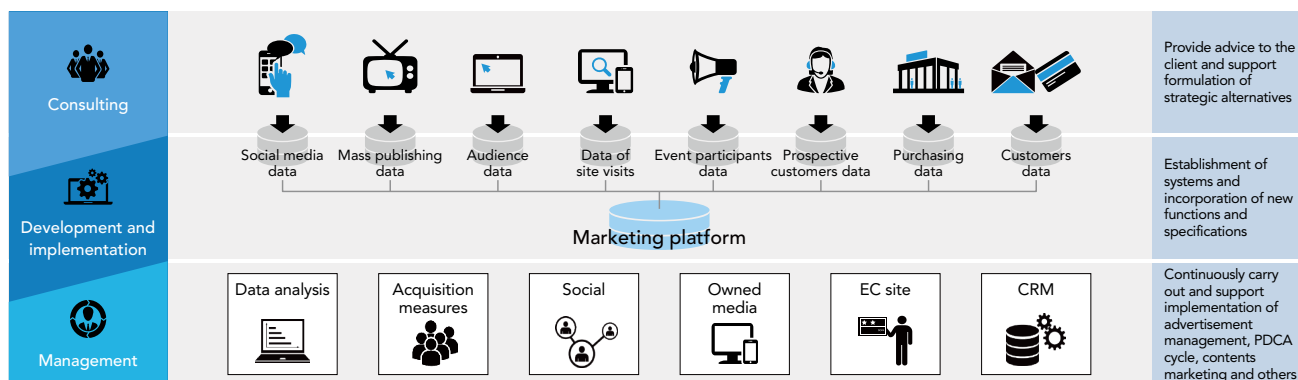 Consulting
Provide advice to the
client and support
formulation of
strategic alternatives
Social media
data
Mass publishing
data
Audience
data
Data of
site visits
Event participants
data
Prospective
customers data
Purchasing
data
Customers
data
Development and
implementation
Marketing platform
Establishment of
systems and
incorporation of new
functions and
specifications
Management
Data analysis
Acquisition
measures
Social
Owned
media
EC site
CRM
Continuously carry
out and support
implementation of
advertisement
management, PDCA
cycle, contents
marketing and others